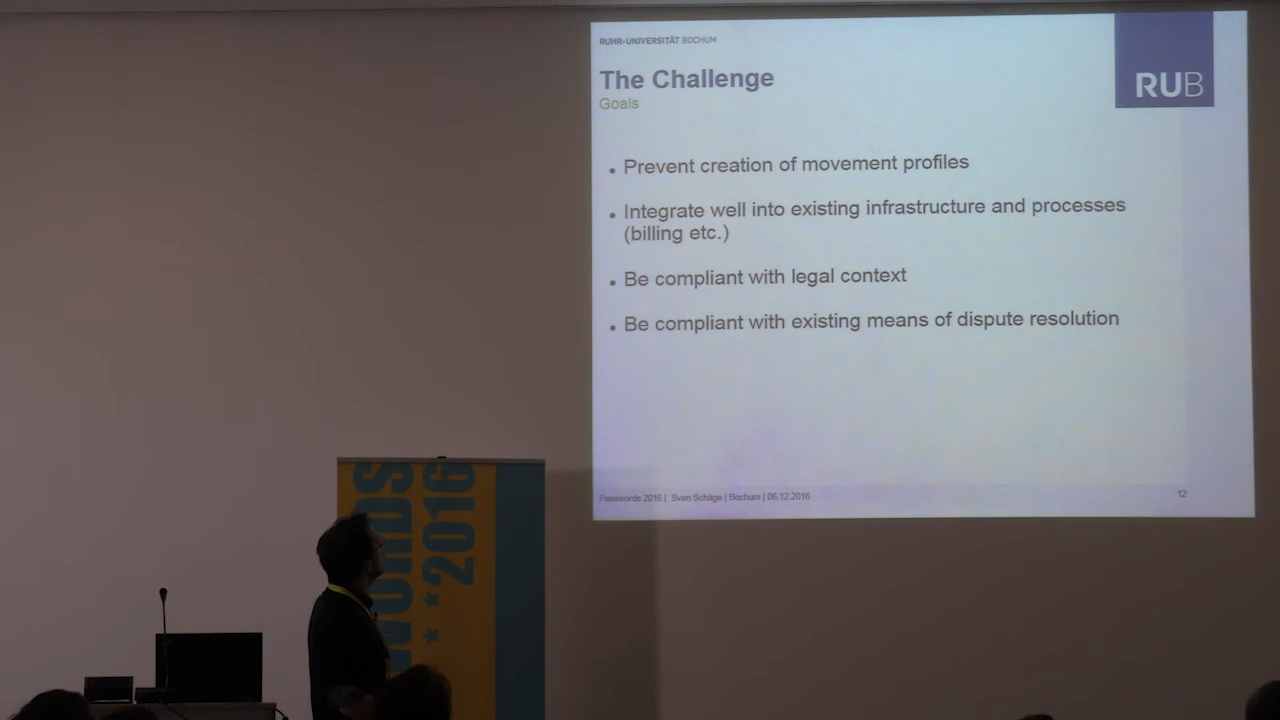 RUHR-UNIVERSITÄT BOCHUM
RUB
The Challenge
Goals
• Prevent creation of movement profiles
• Integrate well into existing infrastructure and processes
(billing etc.)
• Be compliant with legal context
• Be compliant with existing means of dispute resolution
Passwords 2016 | Sven Schäge | Bochum | 06.12.2016
12
WORDS
* * 2016